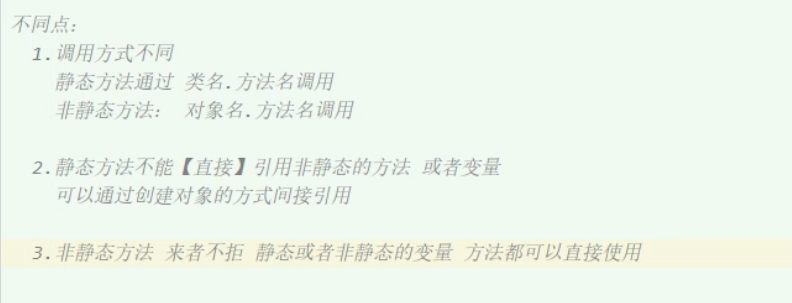 不同点：
1.调用方式不同
静态方法通过 类名.方法名调用
非静态方法： 对象名.方法名调用
2.静态方法不能【直接】引用非静态的方法 或者变量
可以通过创建对象的方式间接引用
3.非静态方法 来者不拒 静态或者非静态的变量 方法都可以直接使用